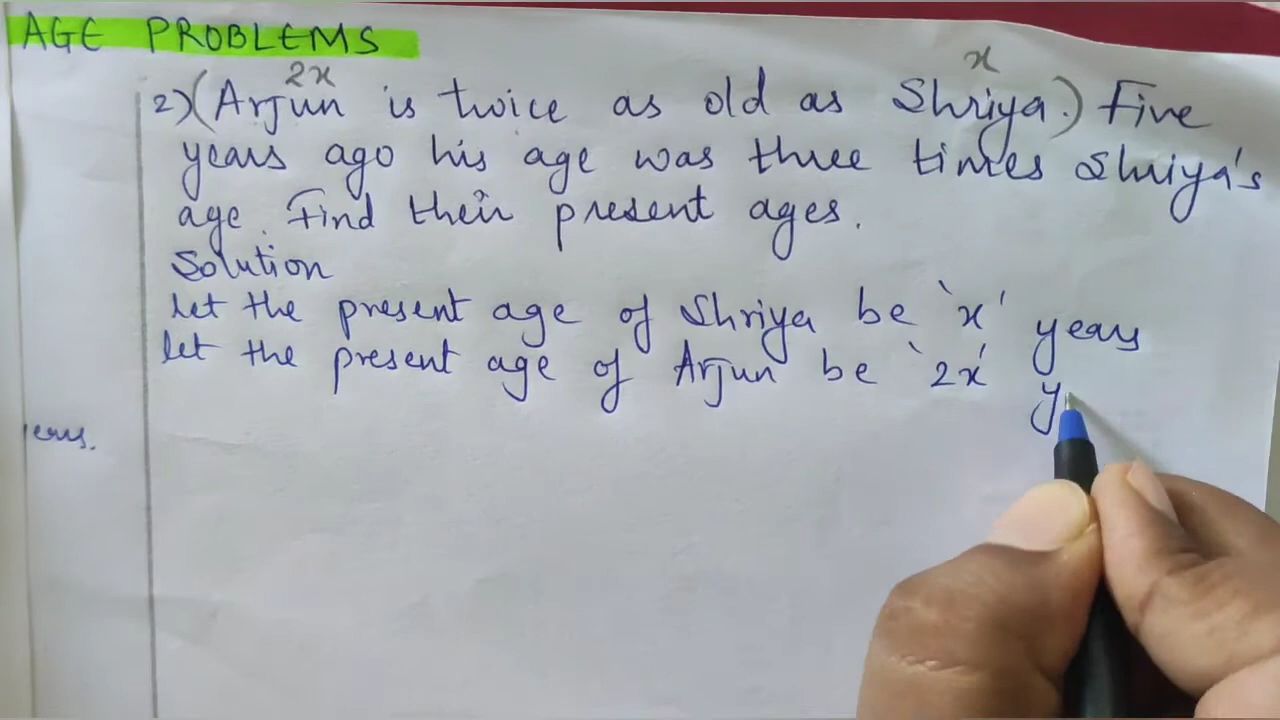 AGE PROBLEMS
2x x
2) (Arjun is twice as old as Shriya.) Five
years ago his age was three times Shriya's
age. Find their present ages.
Solution
let the present age of Shriya be 'x' years
let the present age of Arjun be '2x'
y